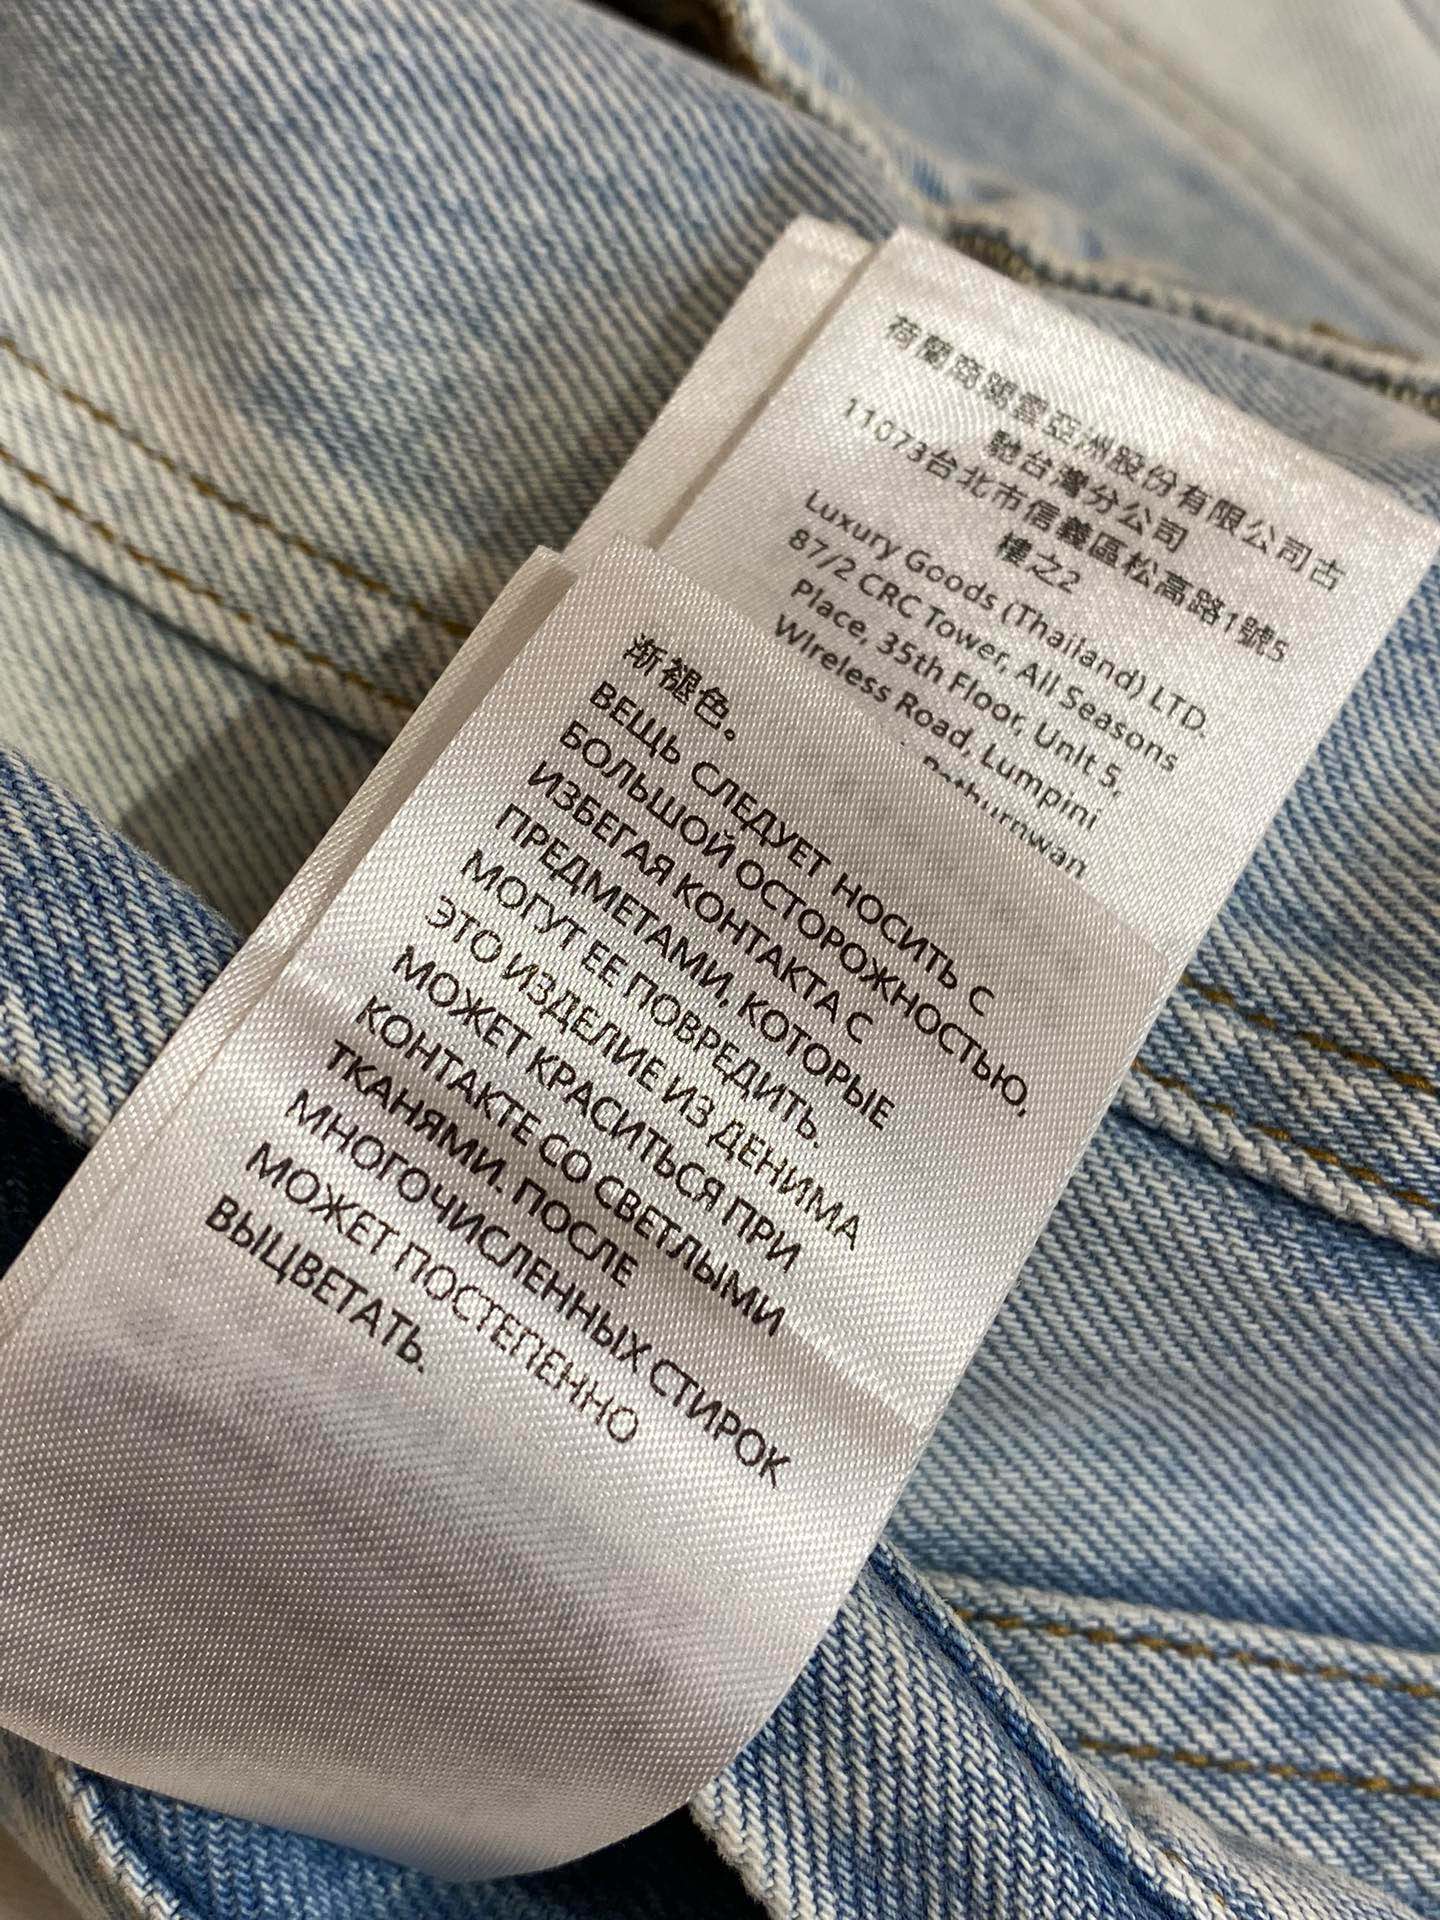 荷蘭商蒐壹亞洲股份有限公司古
馳台灣分公司
11073台北市信義區松高路1號5
樓之2
Luxury Goods (Thailand) LTD.
87/2 CRC Tower, All Seasons
Place, 35th Floor, Unit 5,
Wireless Road, Lumpini
Pathurnwan
渐褪色。
ВЕЩЬ СЛЕДУЕТ НОСИТЬ С
БОЛЬШОЙ ОСТОРОЖНОСТЬЮ,
ИЗБЕГАЯ КОНТАКТА С
ПРЕДМЕТАМИ, КОТОРЫЕ
МОГУТ ЕЕ ПОВРЕДИТЬ.
ЭТО ИЗДЕЛИЕ ИЗ ДЕНИМА
МОЖЕТ КРАСИТЬСЯ ПРИ
КОНТАКТЕ СО СВЕТЛЫМИ
ТКАНЯМИ. ПОСЛЕ
МНОГОЧИСЛЕННЫХ СТИРОК
МОЖЕТ ПОСТЕПЕННО
ВЫЦВЕТАТЬ.